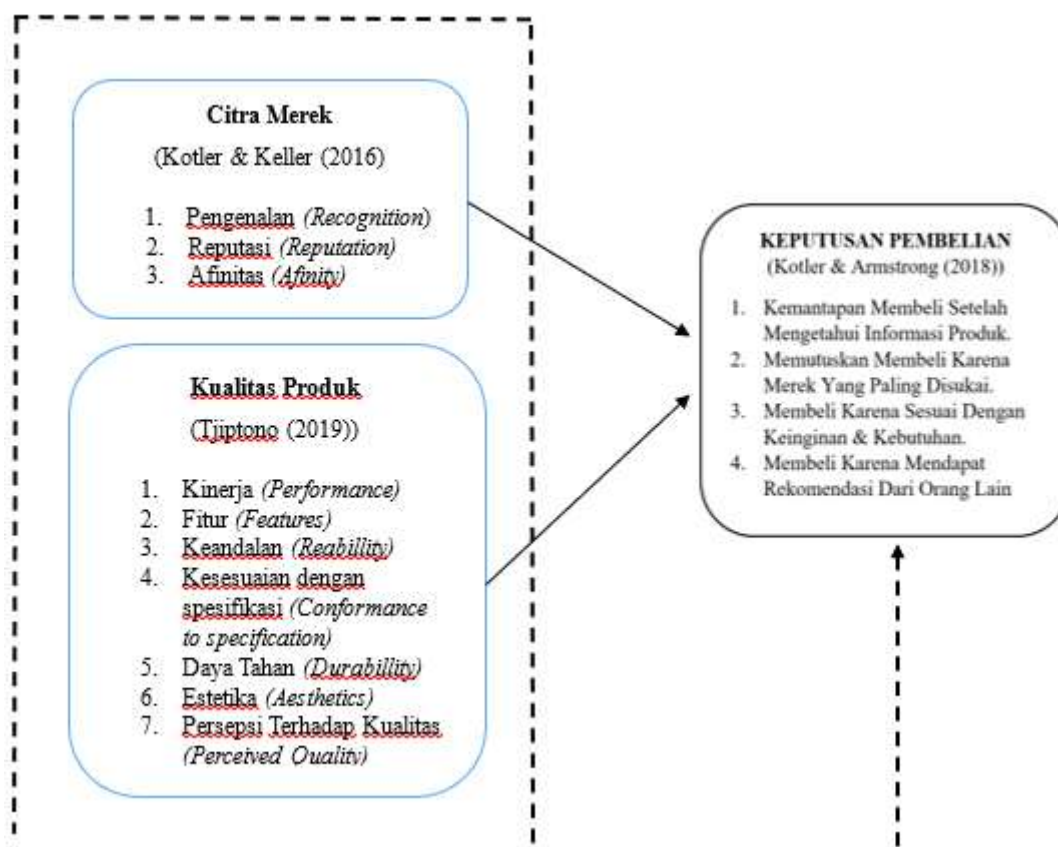 Citra Merek
(Kotler & Keller (2016)
1. Pengenalan (Recognition)
2. Reputasi (Reputation)
3. Afinitas (Afinity)
Kualitas Produk
(Tjiptono (2019))
1. Kinerja (Performance)
2. Fitur (Features)
3. Keandalan (Reabillity)
4. Kesesuaian dengan
spesifikasi (Conformance
to specification)
5. Daya Tahan (Durabillity)
6. Estetika (Aesthetics)
7. Persepsi Terhadap Kualitas
(Perceived Quality)
KEPUTUSAN PEMBELIAN
(Kotler & Armstrong (2018))
1. Kemantapan Membeli Setelah
Mengetahui Informasi Produk.
2. Memutuskan Membeli Karena
Merek Yang Paling Disukai.
3. Membeli Karena Sesuai Dengan
Keinginan & Kebutuhan.
4. Membeli Karena Mendapat
Rekomendasi Dari Orang Lain